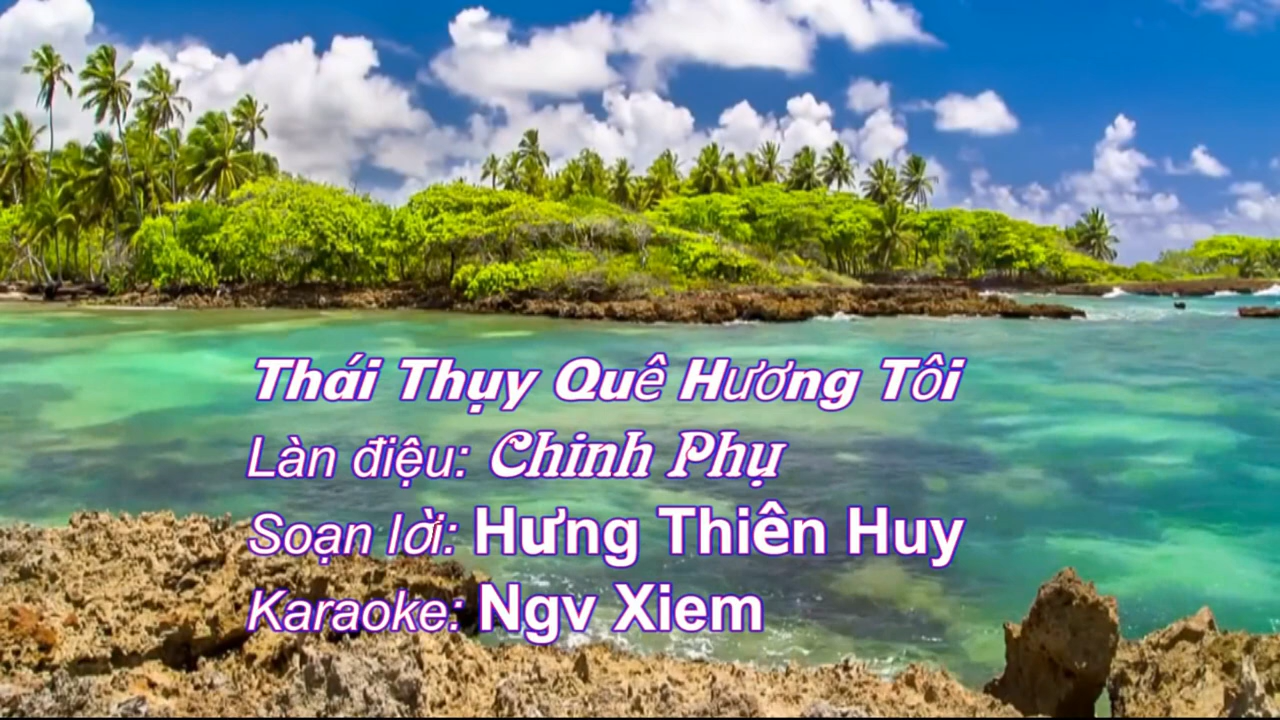 Thái Thụy Quê Hương Tôi
Làn điệu: Chinh Phụ
Soạn lời: Hưng Thiên Huy
Karaoke: Ngv Xiem